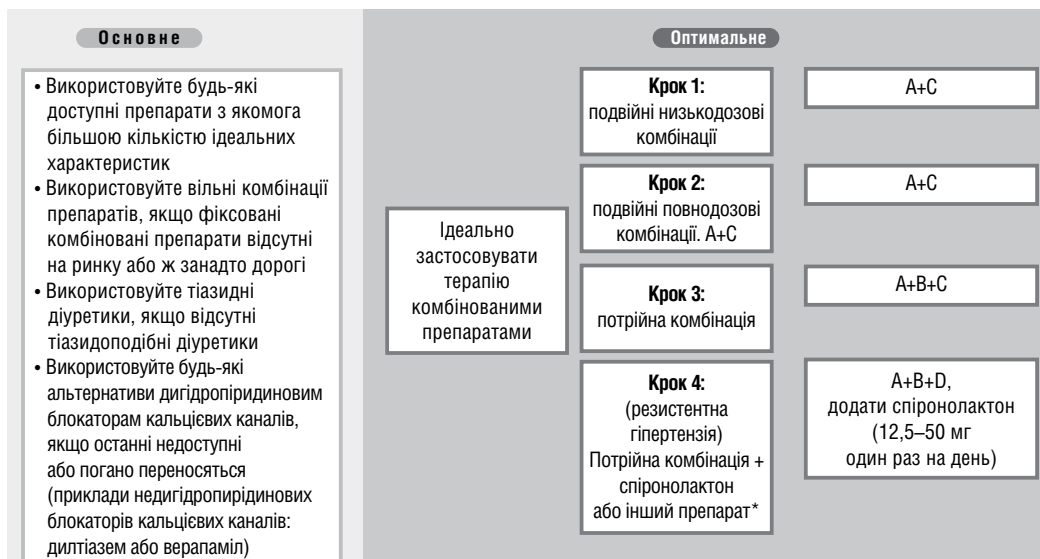 Основне
• Використовуйте будь-які
доступні препарати з якомога
більшою кількістю ідеальних
характеристик
• Використовуйте вільні комбінації
препаратів, якщо фіксовані
комбіновані препарати відсутні
на ринку або ж занадто дорогі
• Використовуйте тіазидні
діуретики, якщо відсутні
тіазидоподібні діуретики
• Використовуйте будь-які
альтернативи дигідропіридиновим
блокаторам кальцієвих каналів,
якщо останні недоступні
або погано переносяться
(приклади недигідропирідинових
блокаторів кальцієвих каналів:
дилтіазем або верапаміл)
Оптимальне
Ідеально
застосовувати
терапію
комбінованими
препаратами
Крок 1:
подвійні низькодозові
комбінації
A+C
Крок 2:
подвійні повнодозові
комбінації. A+C
A+C
Крок 3:
потрійна комбінація
A+B+C
Крок 4:
(резистентна
гіпертензія)
Потрійна комбінація +
спіронолактон
або інший препарат*
A+B+D,
додати спіронолактон
(12,5–50 мг
один раз на день)